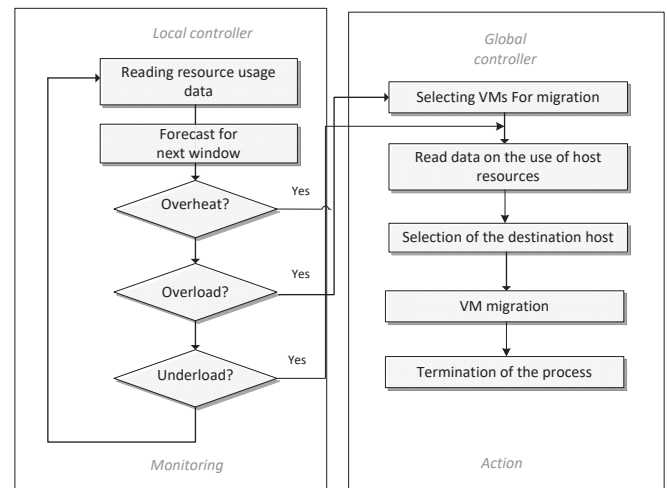 Local controller
Reading resource usage
data
Forecast for
next window
Overheat?
Yes
Overload?
Yes
Underload?
Yes
Monitoring
Global
controller
Selecting VMs For migration
Read data on the use of host
resources
Selection of the destination host
VM migration
Termination of the process
Action